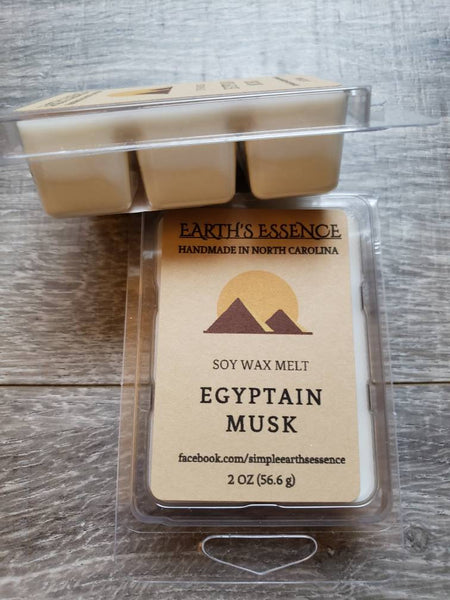 EARTH'S ESSENCE
HANDMADE IN NORTH CAROLINA
SOY WAX MELT
EGYPTAIN
MUSK
facebook.com/simpleearthsessence
2 OZ (56.6 g)